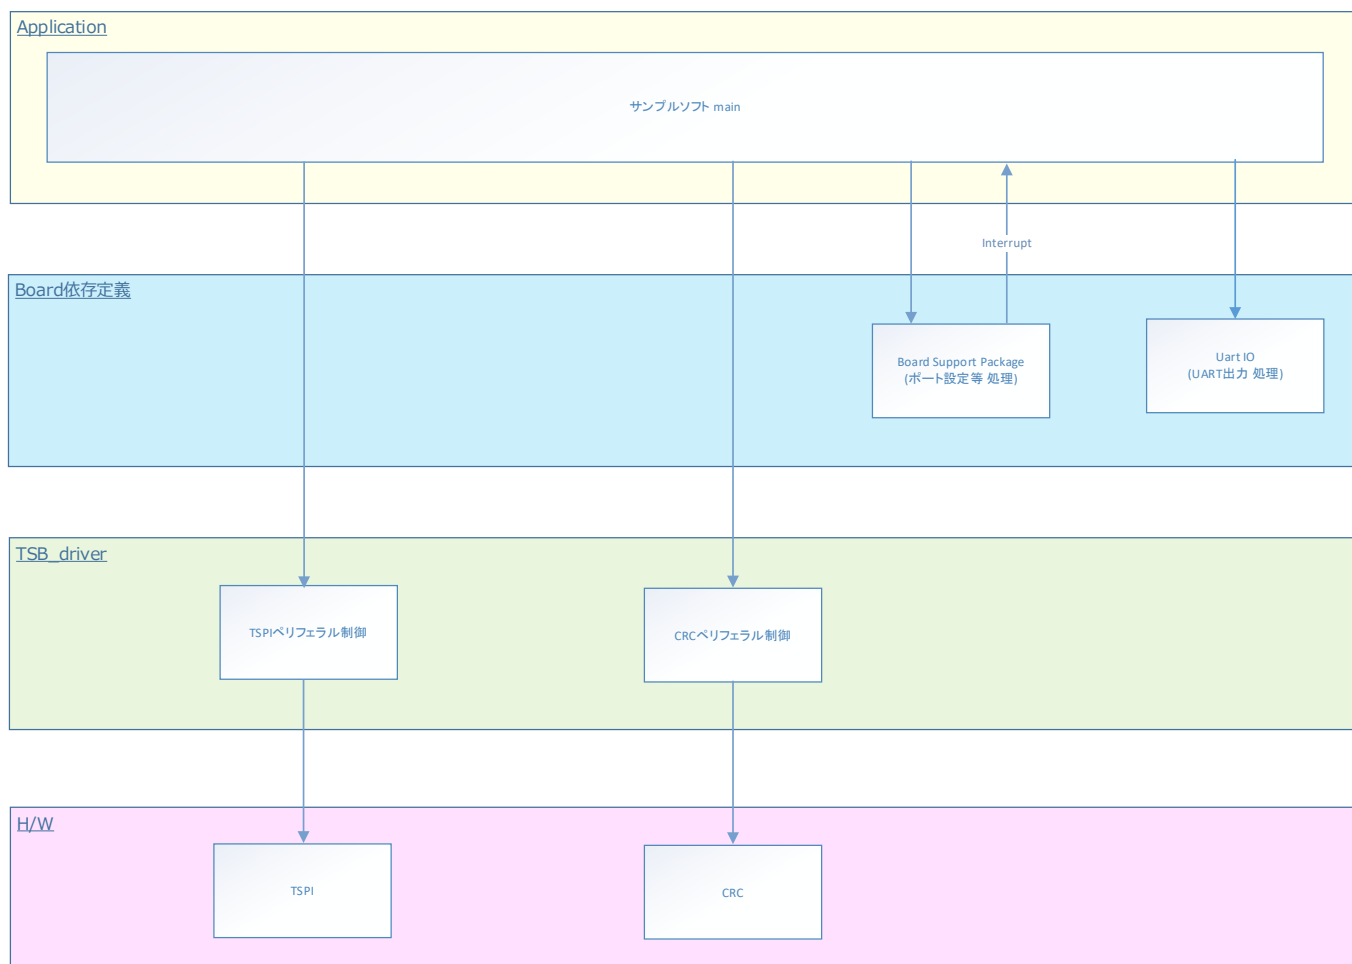 Application
サンプルソフト main
Interrupt
Board依存定義
Board Support Package
(ポート設定等 処理)
Uart IO
(UART出力 処理)
TSB_driver
TSPIペリフェラル制御
CRCペリフェラル制御
H/W
TSPI
CRC